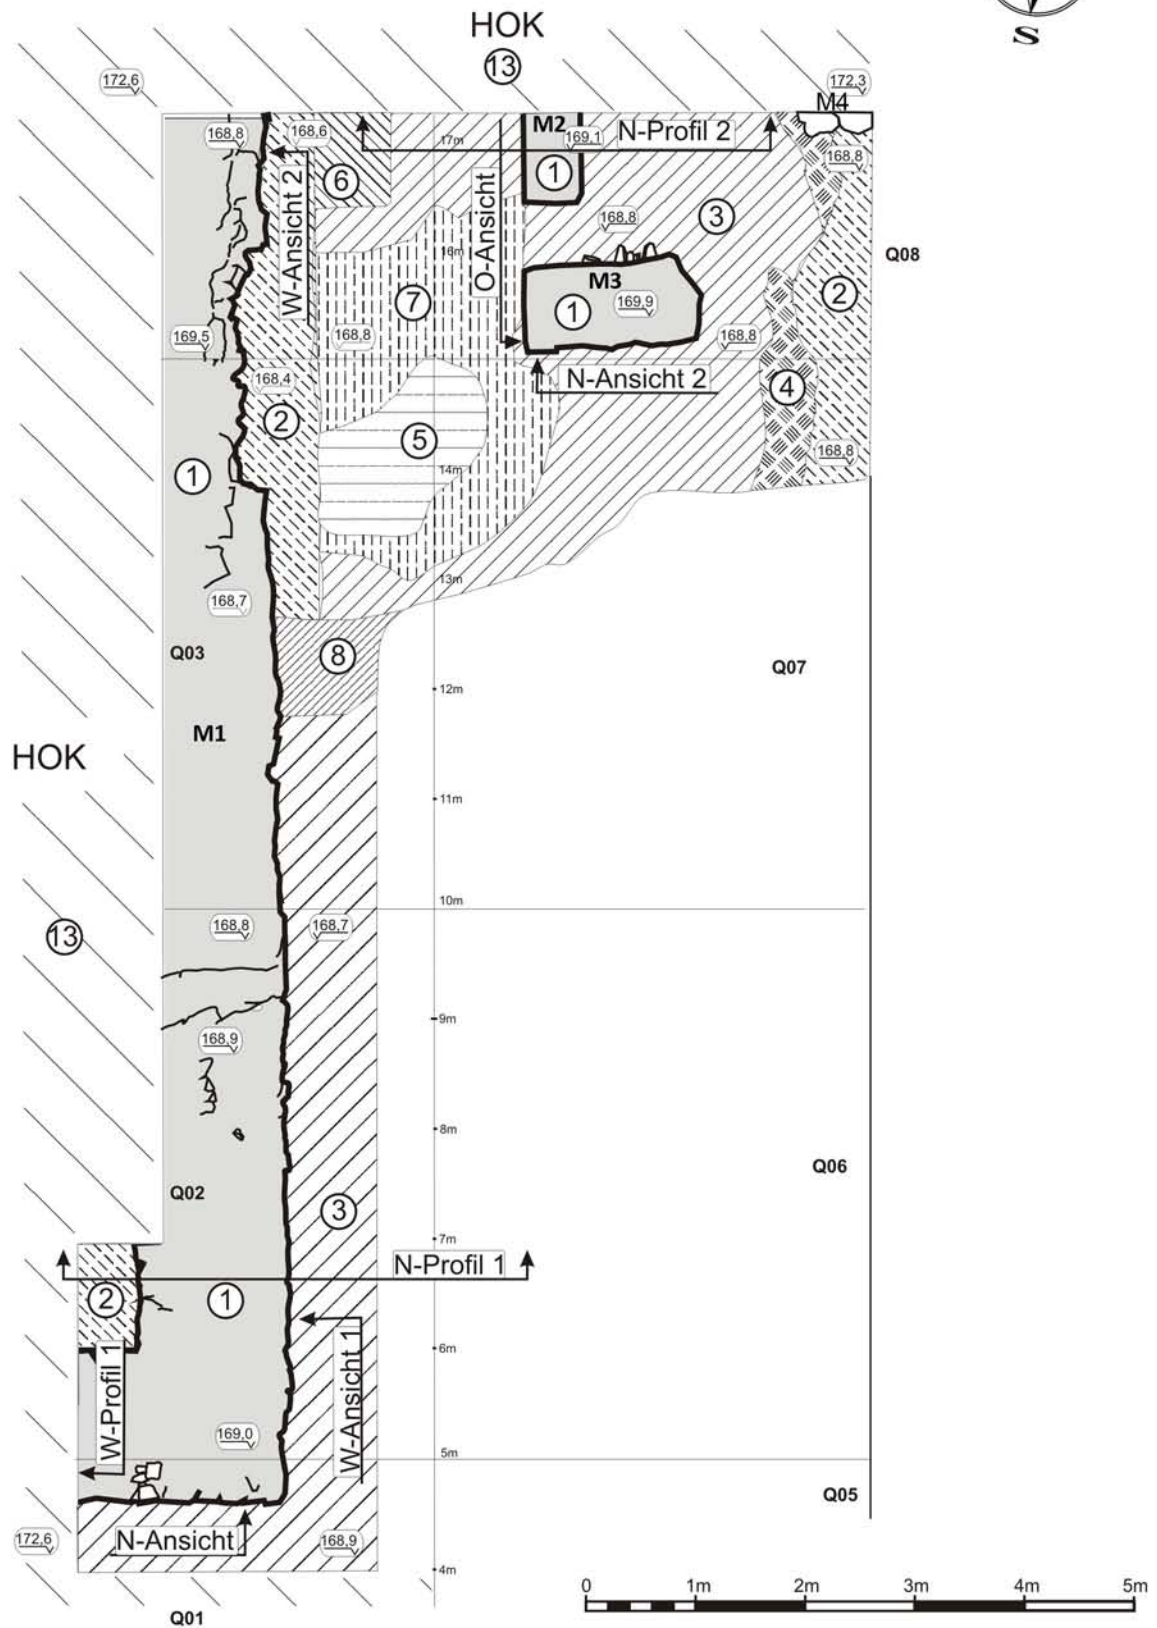 S
HOK
13
172,6
172,3
M4
168,8
168,6
17m
M2
169,1
N-Profil 2
168,8
1
6
W-Ansicht 2
O-Ansicht
168,8
3
16m
Q08
7
M3
1
169,9
2
169,5
168,8
168,8
168,4
N-Ansicht 2
4
2
5
168,8
1
14m
13m
168,7
Q03
8
Q07
12m
M1
HOK
11m
10m
13
168,8
168,7
9m
168,9
8m
Q06
Q02
3
7m
N-Profil 1
2
1
6m
W-Profil 1
W-Ansicht 1
169,0
5m
Q05
172,6
N-Ansicht
168,9
4m
0 1m 2m 3m 4m 5m
Q01